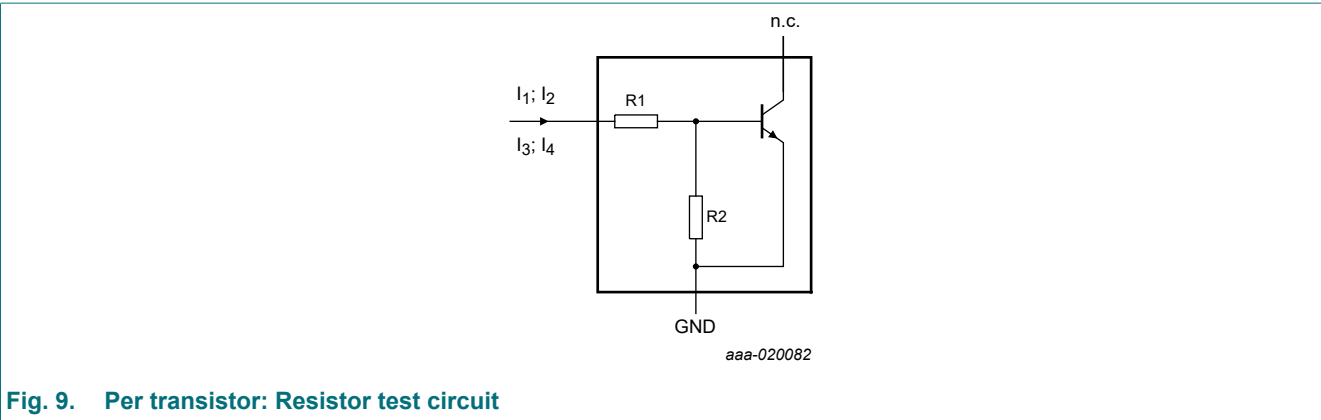 n.c.
I1; I2
R1
I3; I4
R2
GND
aaa-020082
Fig. 9. Per transistor: Resistor test circuit